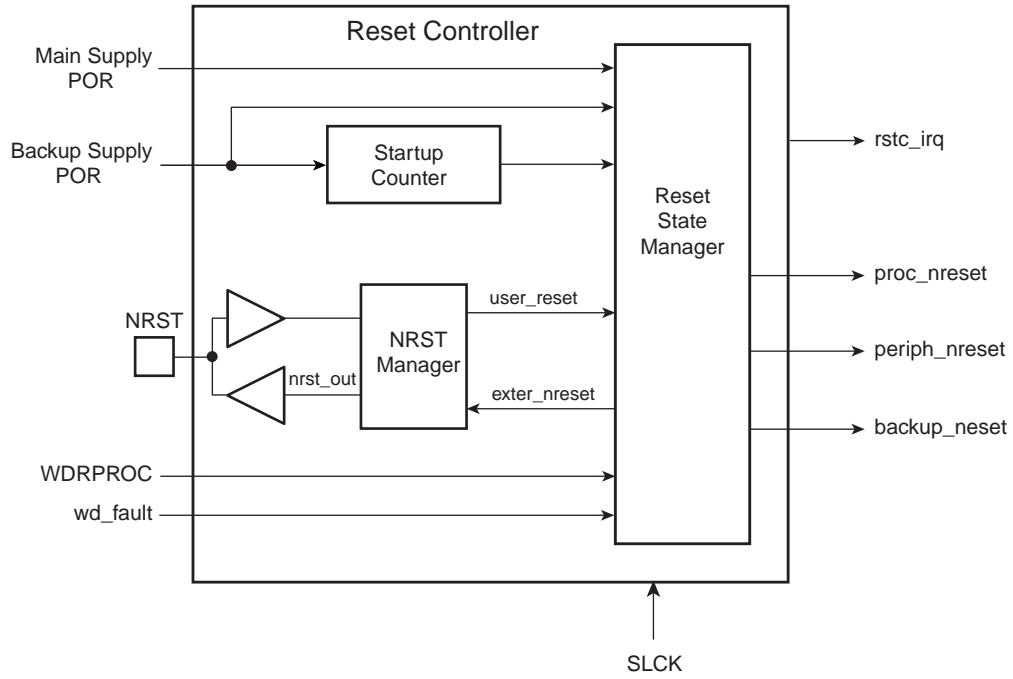 Reset Controller
Main Supply
POR
Backup Supply
POR
Startup
Counter
rstc_irq
Reset
State
Manager
proc_nreset
user_reset
NRST
NRST
Manager
periph_nreset
nrst_out
exter_nreset
backup_neset
WDRPROC
wd_fault
SLCK